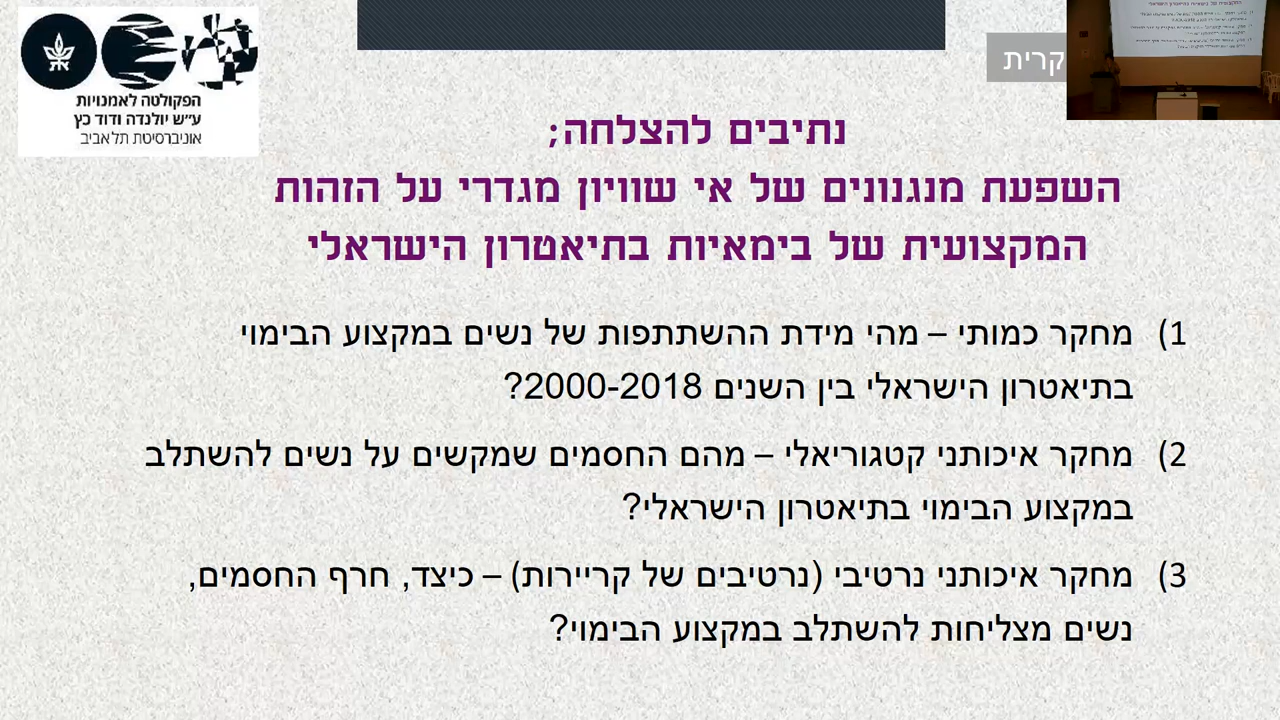 הפקולטה לאמנויות
ע״ש יולנדה ודוד כץ
אוניברסיטת תל אביב
קרית
נתיבים להצלחה;
השפעת מנגנונים של אי שוויון מגדרי על הזהות
המקצועית של בימאיות בתיאטרון הישראלי
1) מחקר כמותי – מהי מידת ההשתתפות של נשים במקצוע הבימוי
בתיאטרון הישראלי בין השנים 2000-2018?
2) מחקר איכותני קטגוריאלי – מהם החסמים שמקשים על נשים להשתלב
במקצוע הבימוי בתיאטרון הישראלי?
3) מחקר איכותני נרטיבי (נרטיבים של קריירות) – כיצד, חרף החסמים,
נשים מצליחות להשתלב במקצוע הבימוי?